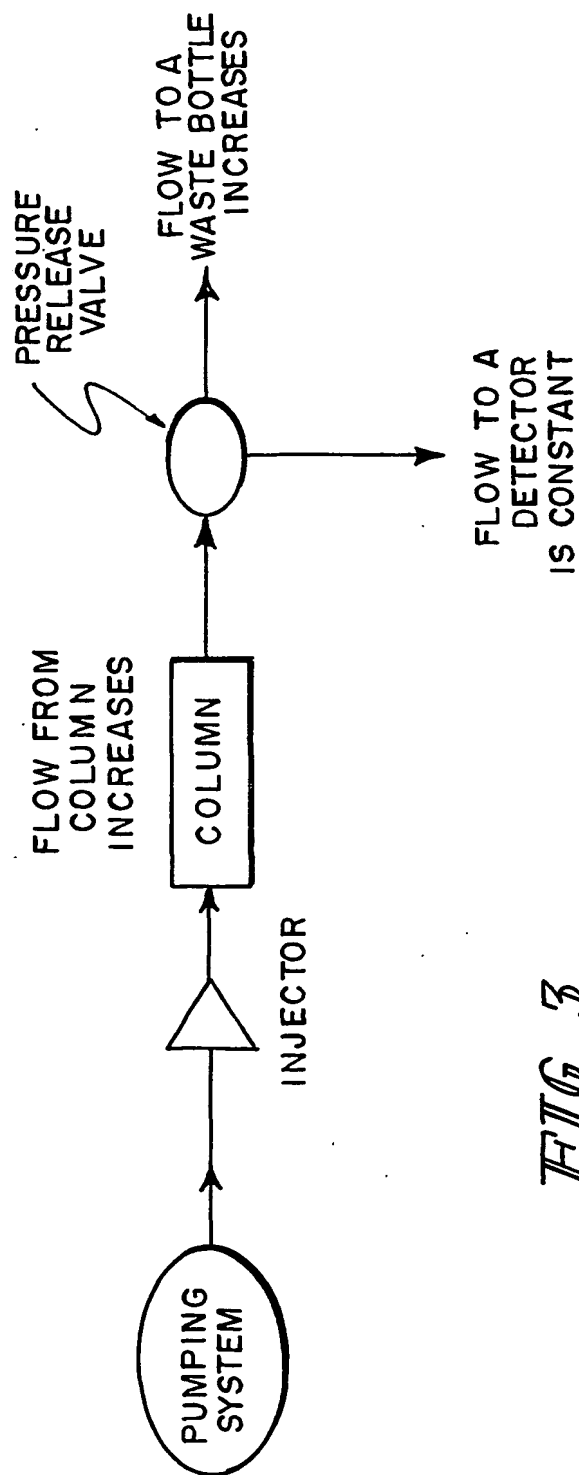 PUMPING
SYSTEM
INJECTOR
FLOW FROM
COLUMN
INCREASES
COLUMN
PRESSURE
RELEASE
VALVE
FLOW TO A
WASTE BOTTLE
INCREASES
FLOW TO A
DETECTOR
IS CONSTANT
FIG. 3